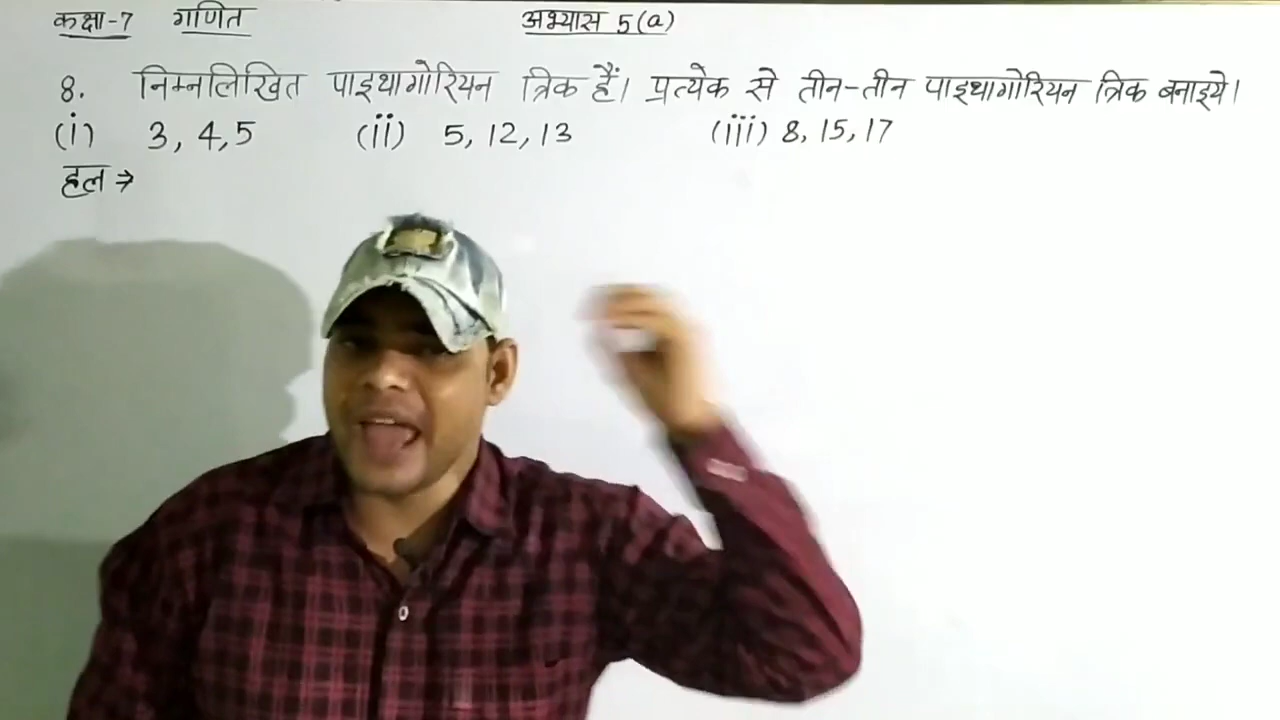 कक्षा-7 गणित अभ्यास 5(a)
8. निम्नलिखित पाइथागोरियन त्रिक हैं। प्रत्येक से तीन-तीन पाइथागोरियन त्रिक बनाइये।
(i) 3, 4, 5 (ii) 5, 12, 13 (iii) 8, 15, 17
हल ⇒